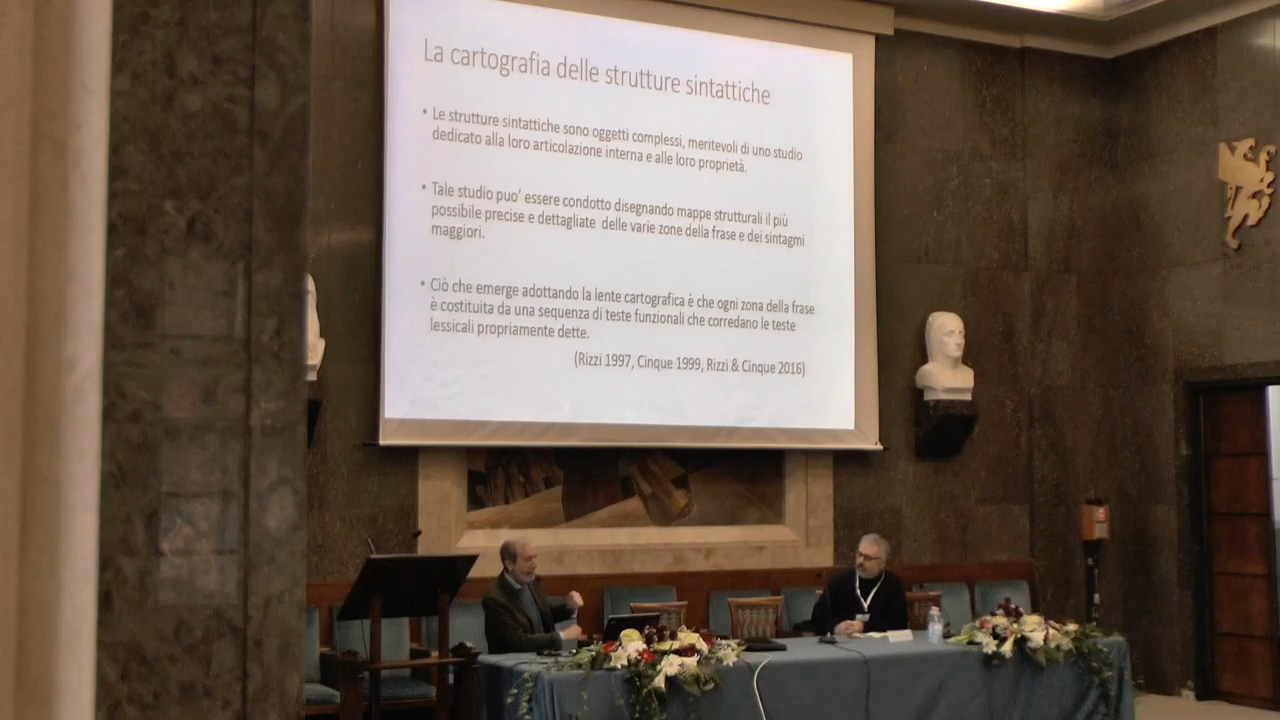 La cartografia delle strutture sintattiche
• Le strutture sintattiche sono oggetti complessi, meritevoli di uno studio
dedicato alla loro articolazione interna e alle loro proprietà.
• Tale studio puo' essere condotto disegnando mappe strutturali il più
possibile precise e dettagliate delle varie zone della frase e dei sintagmi
maggiori.
• Ciò che emerge adottando la lente cartografica è che ogni zona della frase
è costituita da una sequenza di teste funzionali che corredano le teste
lessicali propriamente dette.
(Rizzi 1997, Cinque 1999, Rizzi & Cinque 2016)